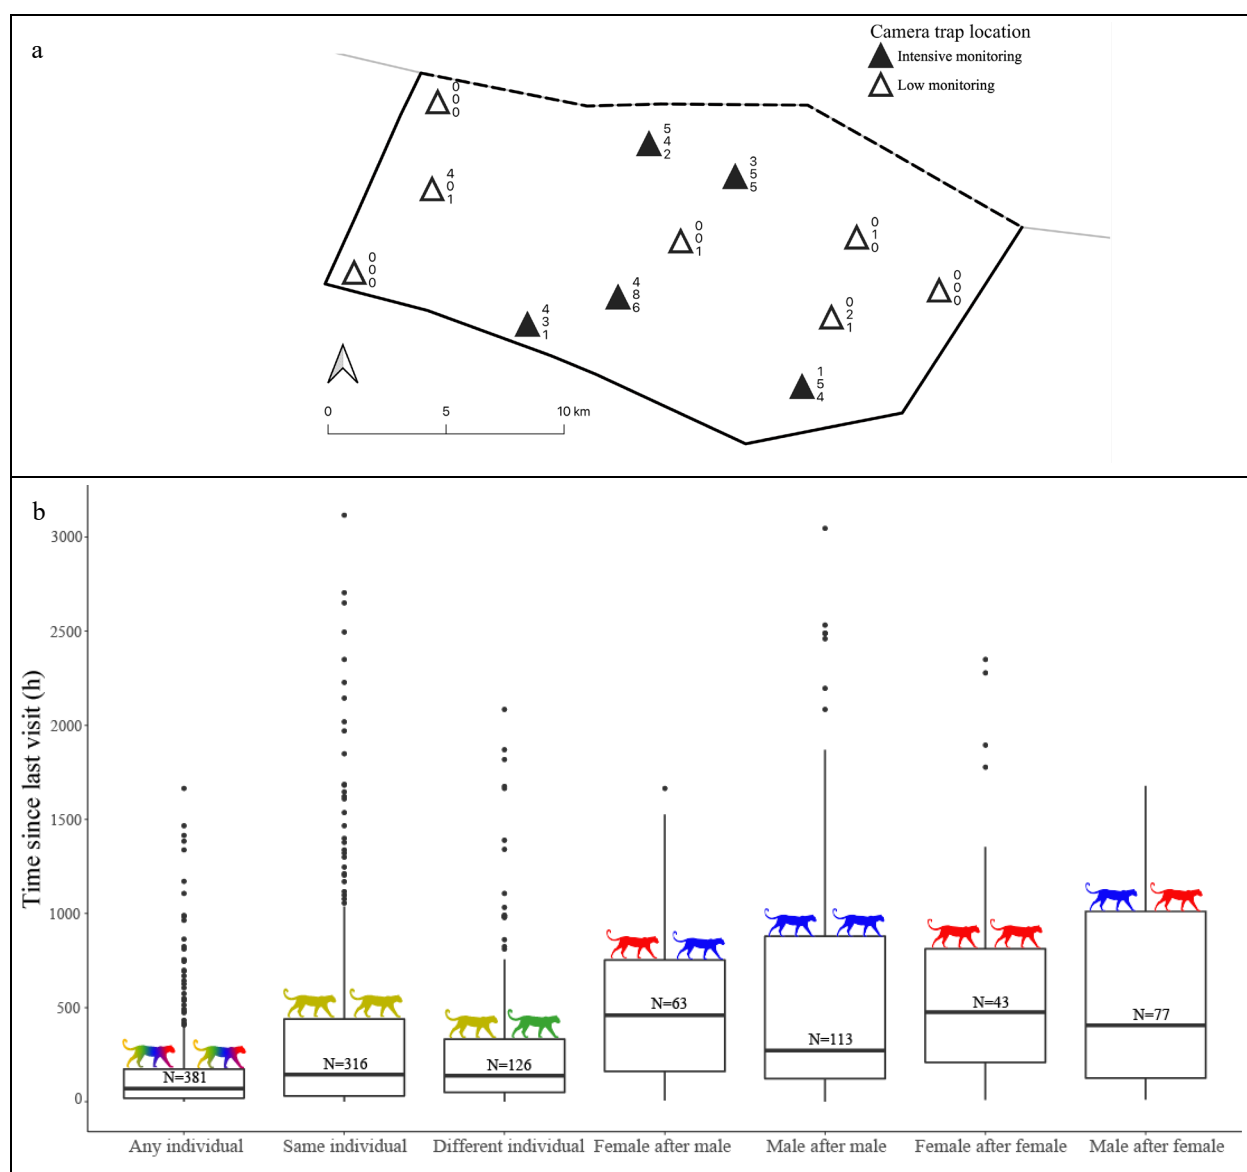 a
Camera trap location
Intensive monitoring
Low monitoring
0
0
0
5
4
2
3
5
5
4
0
1
0
0
1
0
1
0
0
0
0
4
8
6
0
0
0
4
3
1
0
2
1
1
5
4
0 5 10 km
b
Time since last visit (h)
3000
2500
2000
1500
1000
500
0
N=381
N=316
N=126
N=63
N=113
N=43
N=77
Any individual
Same individual
Different individual
Female after male
Male after male
Female after female
Male after female